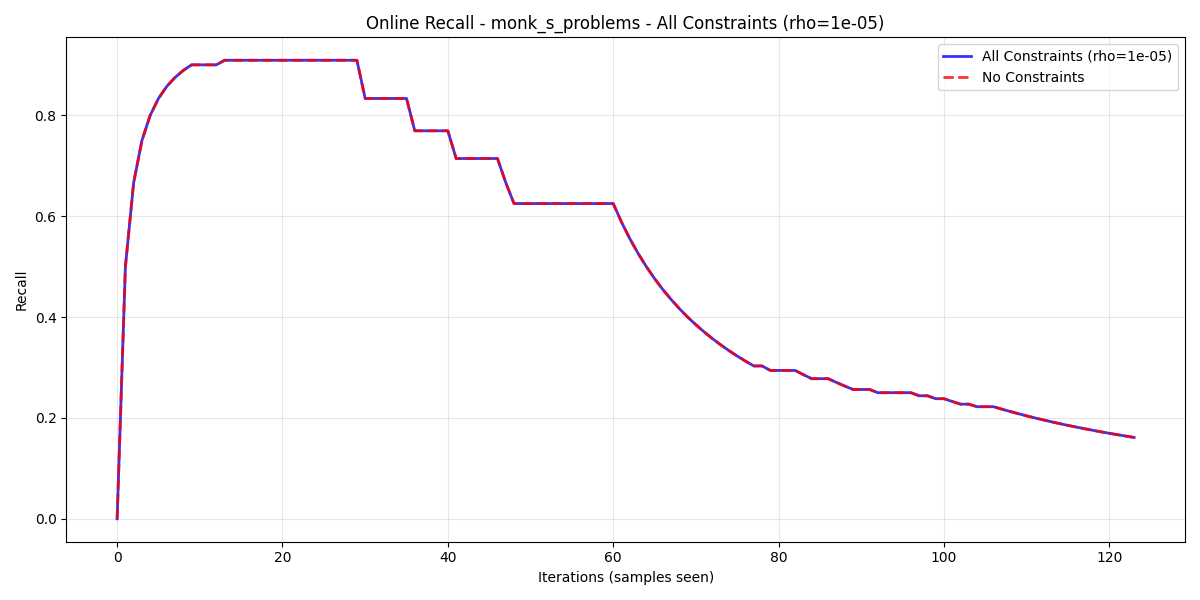 Online Recall - monk_s_problems - All Constraints (rho=1e-05)
All Constraints (rho=1e-05)
No Constraints
Recall
0.8
0.6
0.4
0.2
0.0
0 20 40 60 80 100 120
Iterations (samples seen)